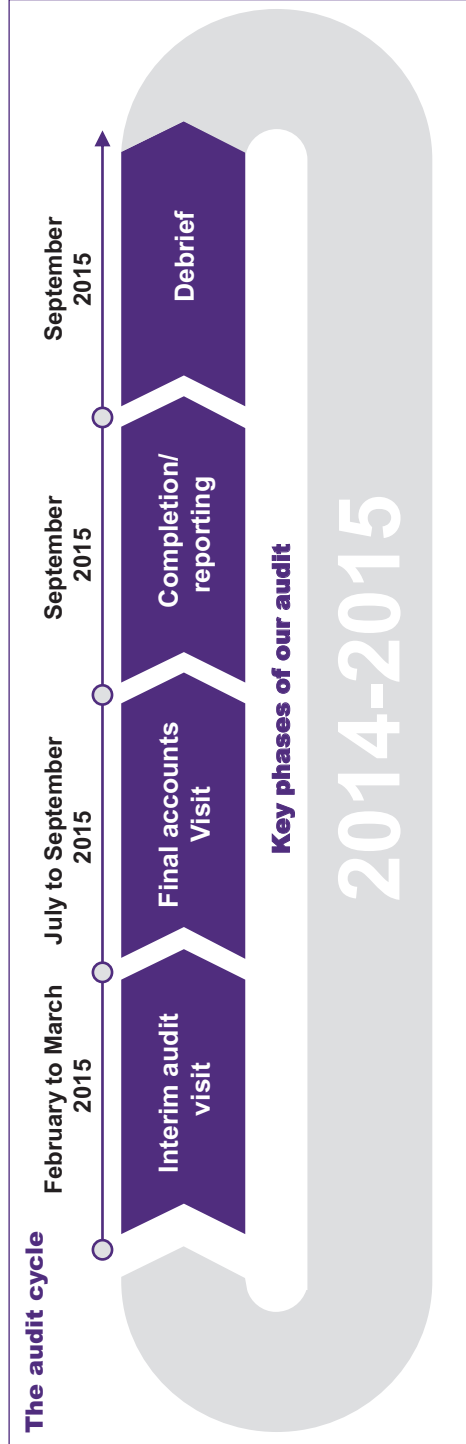 The audit cycle
February to March
2015
July to September
2015
September
2015
September
2015
Interim audit
visit
Final accounts
Visit
Completion/
reporting
Debrief
Key phases of our audit
2014-2015